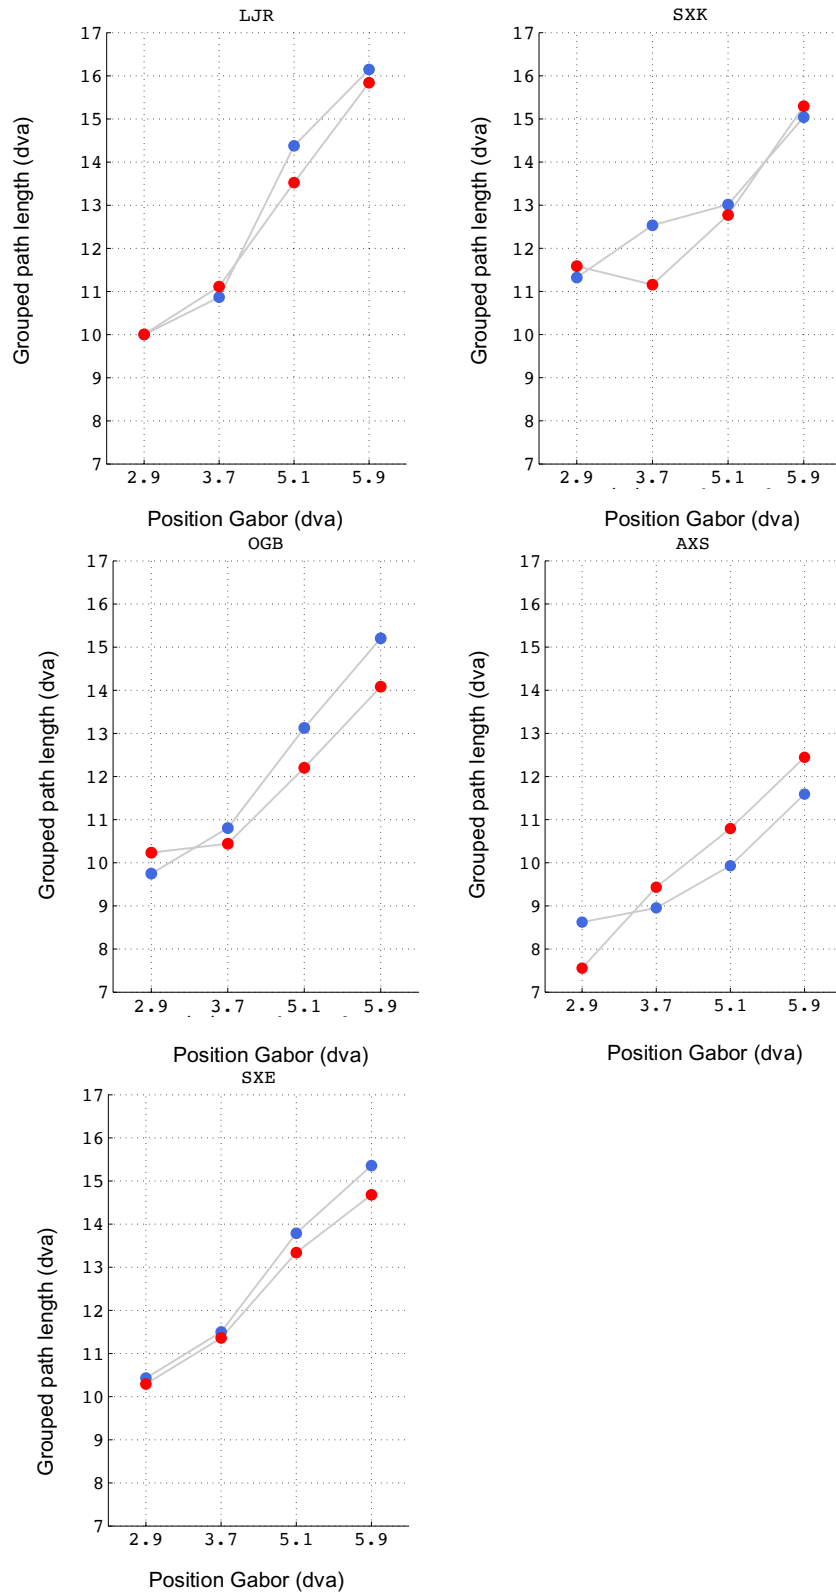 LJR
17
16
15
14
13
12
11
10
9
8
7
2.9 3.7 5.1 5.9
Grouped path length (dva)
Position Gabor (dva)
SXK
17
16
15
14
13
12
11
10
9
8
7
2.9 3.7 5.1 5.9
Grouped path length (dva)
Position Gabor (dva)
OGB
17
16
15
14
13
12
11
10
9
8
7
2.9 3.7 5.1 5.9
Grouped path length (dva)
Position Gabor (dva)
AXS
17
16
15
14
13
12
11
10
9
8
7
2.9 3.7 5.1 5.9
Grouped path length (dva)
Position Gabor (dva)
SXE
17
16
15
14
13
12
11
10
9
8
7
2.9 3.7 5.1 5.9
Grouped path length (dva)
Position Gabor (dva)